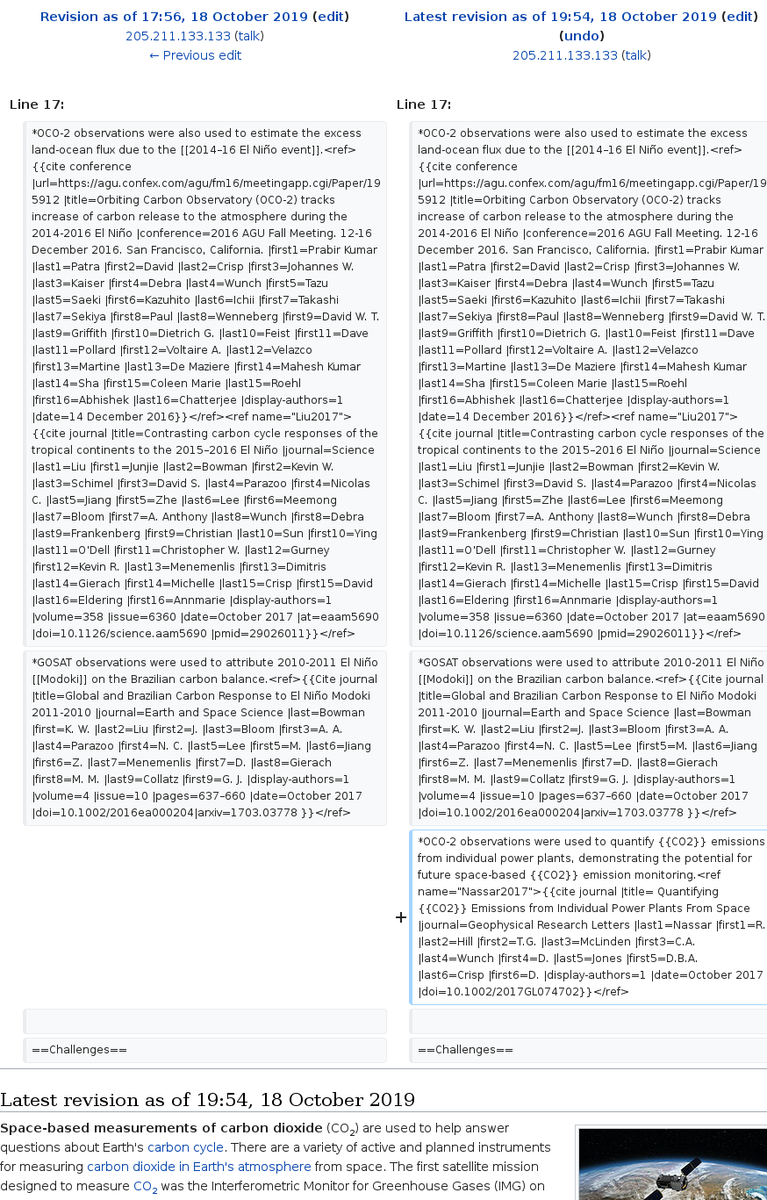 Revision as of 17:56, 18 October 2019 (edit)
205.211.133.133 (talk)
← Previous edit
Latest revision as of 19:54, 18 October 2019 (edit)
(undo)
205.211.133.133 (talk)
Line 17:
*OCO-2 observations were also used to estimate the excess
land-ocean flux due to the [[2014–16 El Niño event]].<ref>
{{cite conference
|url=https://agu.confex.com/agu/fm16/meetingapp.cgi/Paper/19
5912 |title=Orbiting Carbon Observatory (OCO-2) tracks
increase of carbon release to the atmosphere during the
2014-2016 El Niño |conference=2016 AGU Fall Meeting. 12-16
December 2016. San Francisco, California. |first1=Prabir Kumar
|last1=Patra |first2=David |last2=Crisp |first3=Johannes W.
|last3=Kaiser |first4=Debra |last4=Wunch |first5=Tazu
|last5=Saeki |first6=Kazuhito |last6=Ichii |first7=Takashi
|last7=Sekiya |first8=Paul |last8=Wenneberg |first9=David W. T.
|last9=Griffith |first10=Dietrich G. |last10=Feist |first11=Dave
|last11=Pollard |first12=Voltaire A. |last12=Velazco
|first13=Martine |last13=De Maziere |first14=Mahesh Kumar
|last14=Sha |first15=Coleen Marie |last15=Roehl
|first16=Abhishek |last16=Chatterjee |display-authors=1
|date=14 December 2016}}</ref><ref name="Liu2017">
{{cite journal |title=Contrasting carbon cycle responses of the
tropical continents to the 2015–2016 El Niño |journal=Science
|last1=Liu |first1=Junjie |last2=Bowman |first2=Kevin W.
|last3=Schimel |first3=David S. |last4=Parazoo |first4=Nicolas
C. |last5=Jiang |first5=Zhe |last6=Lee |first6=Meemong
|last7=Bloom |first7=A. Anthony |last8=Wunch |first8=Debra
|last9=Frankenberg |first9=Christian |last10=Sun |first10=Ying
|last11=O'Dell |first11=Christopher W. |last12=Gurney
|first12=Kevin R. |last13=Menemenlis |first13=Dimitris
|last14=Gierach |first14=Michelle |last15=Crisp |first15=David
|last16=Eldering |first16=Annmarie |display-authors=1
|volume=358 |issue=6360 |date=October 2017 |at=eaam5690
|doi=10.1126/science.aam5690 |pmid=29026011}}</ref>
*GOSAT observations were used to attribute 2010-2011 El Niño
[[Modoki]] on the Brazilian carbon balance.<ref>{{Cite journal
|title=Global and Brazilian Carbon Response to El Niño Modoki
2011-2010 |journal=Earth and Space Science |last=Bowman
|first=K. W. |last2=Liu |first2=J. |last3=Bloom |first3=A. A.
|last4=Parazoo |first4=N. C. |last5=Lee |first5=M. |last6=Jiang
|first6=Z. |last7=Menemenlis |first7=D. |last8=Gierach
|first8=M. M. |last9=Collatz |first9=G. J. |display-authors=1
|volume=4 |issue=10 |pages=637–660 |date=October 2017
|doi=10.1002/2016ea000204|arxiv=1703.03778 }}</ref>
==Challenges==
Line 17:
*OCO-2 observations were also used to estimate the excess
land-ocean flux due to the [[2014–16 El Niño event]].<ref>
{{cite conference
|url=https://agu.confex.com/agu/fm16/meetingapp.cgi/Paper/19
5912 |title=Orbiting Carbon Observatory (OCO-2) tracks
increase of carbon release to the atmosphere during the
2014-2016 El Niño |conference=2016 AGU Fall Meeting. 12-16
December 2016. San Francisco, California. |first1=Prabir Kumar
|last1=Patra |first2=David |last2=Crisp |first3=Johannes W.
|last3=Kaiser |first4=Debra |last4=Wunch |first5=Tazu
|last5=Saeki |first6=Kazuhito |last6=Ichii |first7=Takashi
|last7=Sekiya |first8=Paul |last8=Wenneberg |first9=David W. T.
|last9=Griffith |first10=Dietrich G. |last10=Feist |first11=Dave
|last11=Pollard |first12=Voltaire A. |last12=Velazco
|first13=Martine |last13=De Maziere |first14=Mahesh Kumar
|last14=Sha |first15=Coleen Marie |last15=Roehl
|first16=Abhishek |last16=Chatterjee |display-authors=1
|date=14 December 2016}}</ref><ref name="Liu2017">
{{cite journal |title=Contrasting carbon cycle responses of the
tropical continents to the 2015–2016 El Niño |journal=Science
|last1=Liu |first1=Junjie |last2=Bowman |first2=Kevin W.
|last3=Schimel |first3=David S. |last4=Parazoo |first4=Nicolas
C. |last5=Jiang |first5=Zhe |last6=Lee |first6=Meemong
|last7=Bloom |first7=A. Anthony |last8=Wunch |first8=Debra
|last9=Frankenberg |first9=Christian |last10=Sun |first10=Ying
|last11=O'Dell |first11=Christopher W. |last12=Gurney
|first12=Kevin R. |last13=Menemenlis |first13=Dimitris
|last14=Gierach |first14=Michelle |last15=Crisp |first15=David
|last16=Eldering |first16=Annmarie |display-authors=1
|volume=358 |issue=6360 |date=October 2017 |at=eaam5690
|doi=10.1126/science.aam5690 |pmid=29026011}}</ref>
*GOSAT observations were used to attribute 2010-2011 El Niño
[[Modoki]] on the Brazilian carbon balance.<ref>{{Cite journal
|title=Global and Brazilian Carbon Response to El Niño Modoki
2011-2010 |journal=Earth and Space Science |last=Bowman
|first=K. W. |last2=Liu |first2=J. |last3=Bloom |first3=A. A.
|last4=Parazoo |first4=N. C. |last5=Lee |first5=M. |last6=Jiang
|first6=Z. |last7=Menemenlis |first7=D. |last8=Gierach
|first8=M. M. |last9=Collatz |first9=G. J. |display-authors=1
|volume=4 |issue=10 |pages=637–660 |date=October 2017
|doi=10.1002/2016ea000204|arxiv=1703.03778 }}</ref>
+
*OCO-2 observations were used to quantify {{CO2}} emissions
from individual power plants, demonstrating the potential for
future space-based {{CO2}} emission monitoring.<ref
name="Nassar2017">{{cite journal |title= Quantifying
{{CO2}} Emissions from Individual Power Plants From Space
|journal=Geophysical Research Letters |last1=Nassar |first1=R.
|last2=Hill |first2=T.G. |last3=McLinden |first3=C.A.
|last4=Wunch |first4=D. |last5=Jones |first5=D.B.A.
|last6=Crisp |first6=D. |display-authors=1 |date=October 2017
|doi=10.1002/2017GL074702}}</ref>
==Challenges==
Latest revision as of 19:54, 18 October 2019
Space-based measurements of carbon dioxide (CO2) are used to help answer
questions about Earth's carbon cycle. There are a variety of active and planned instruments
for measuring carbon dioxide in Earth's atmosphere from space. The first satellite mission
designed to measure CO2 was the Interferometric Monitor for Greenhouse Gases (IMG) on